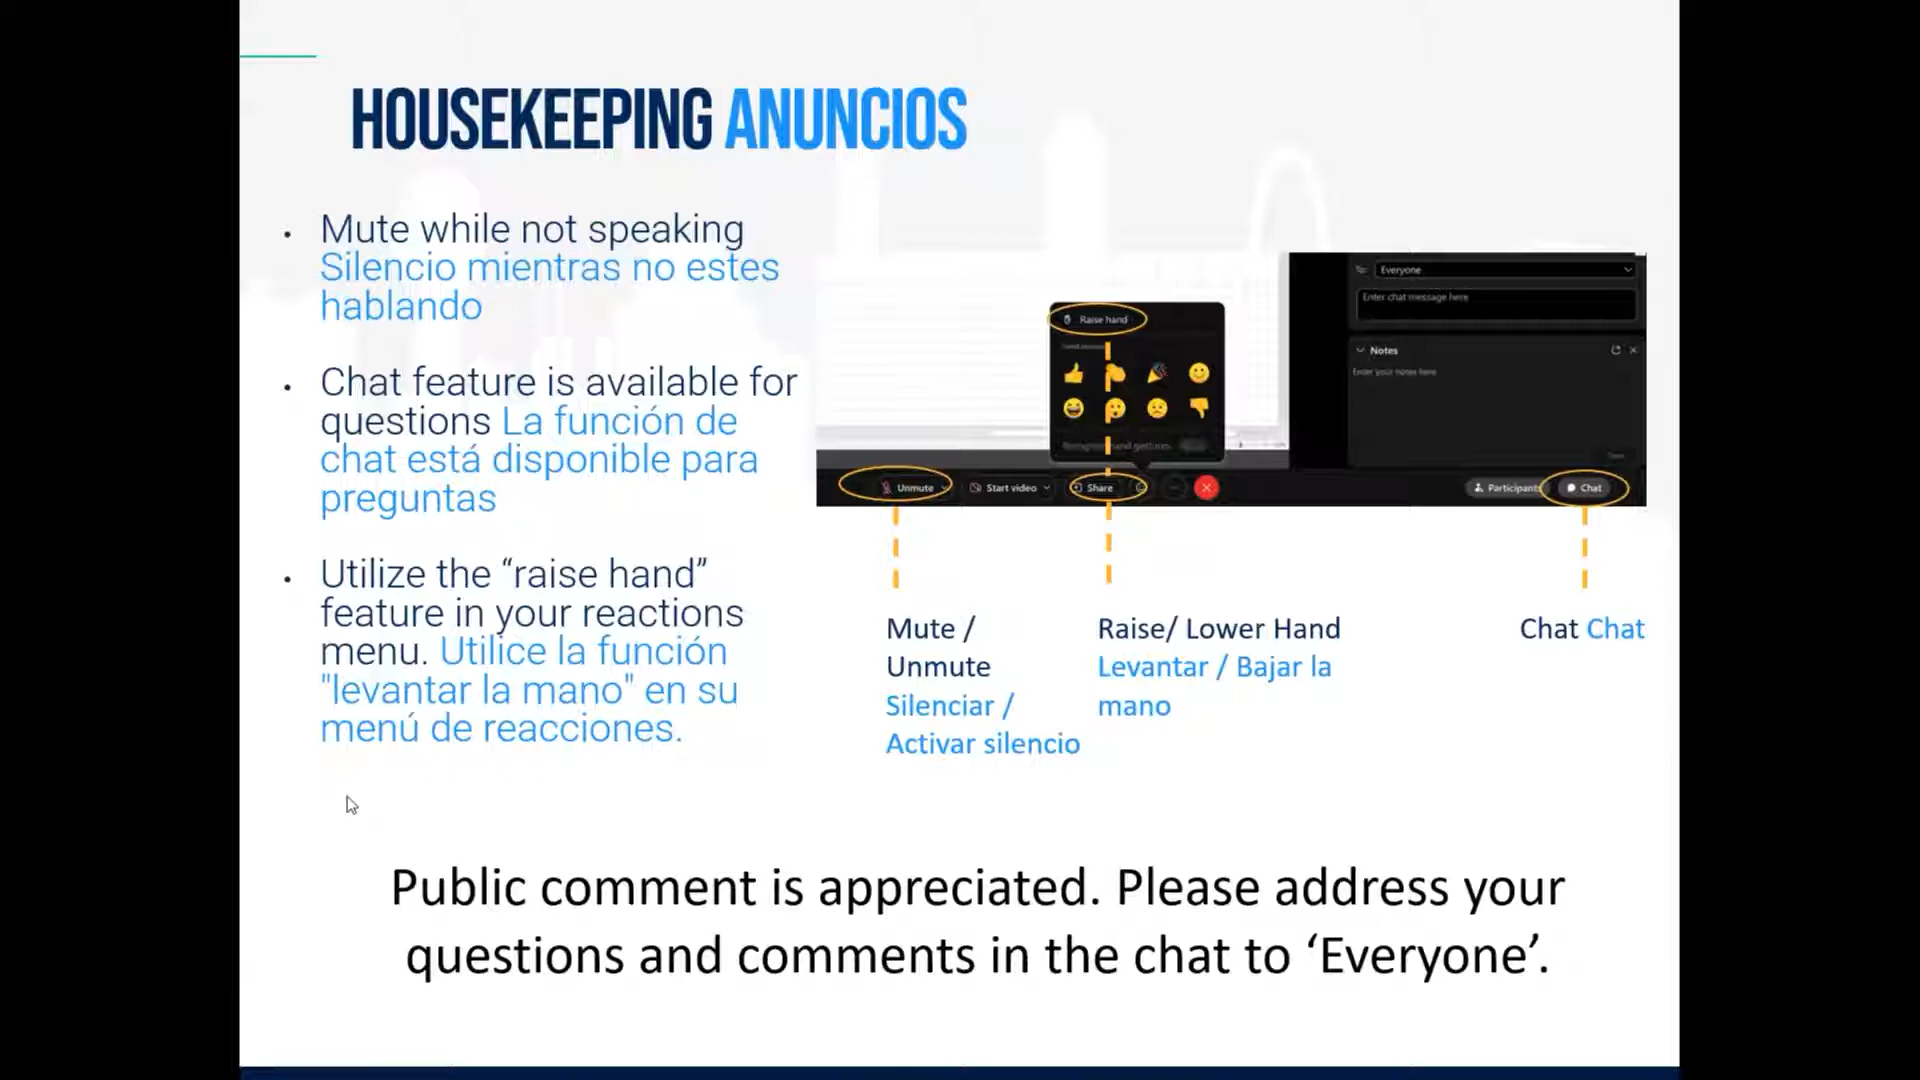 HOUSEKEEPING ANUNCIOS
Mute while not speaking
Silencio mientras no estes
hablando
Chat feature is available for
questions La función de
chat está disponible para
preguntas
Utilize the “raise hand”
feature in your reactions
menu. Utilice la función
"levantar la mano" en su
menú de reacciones.
Everyone
Enter chat message here
Raise hand
Notes
Enter your notes here
Unmute
Start video
Share
Participants
Chat
Mute /
Unmute
Silenciar /
Activar silencio
Raise/ Lower Hand
Levantar / Bajar la
mano
Chat Chat
Public comment is appreciated. Please address your
questions and comments in the chat to ‘Everyone’.